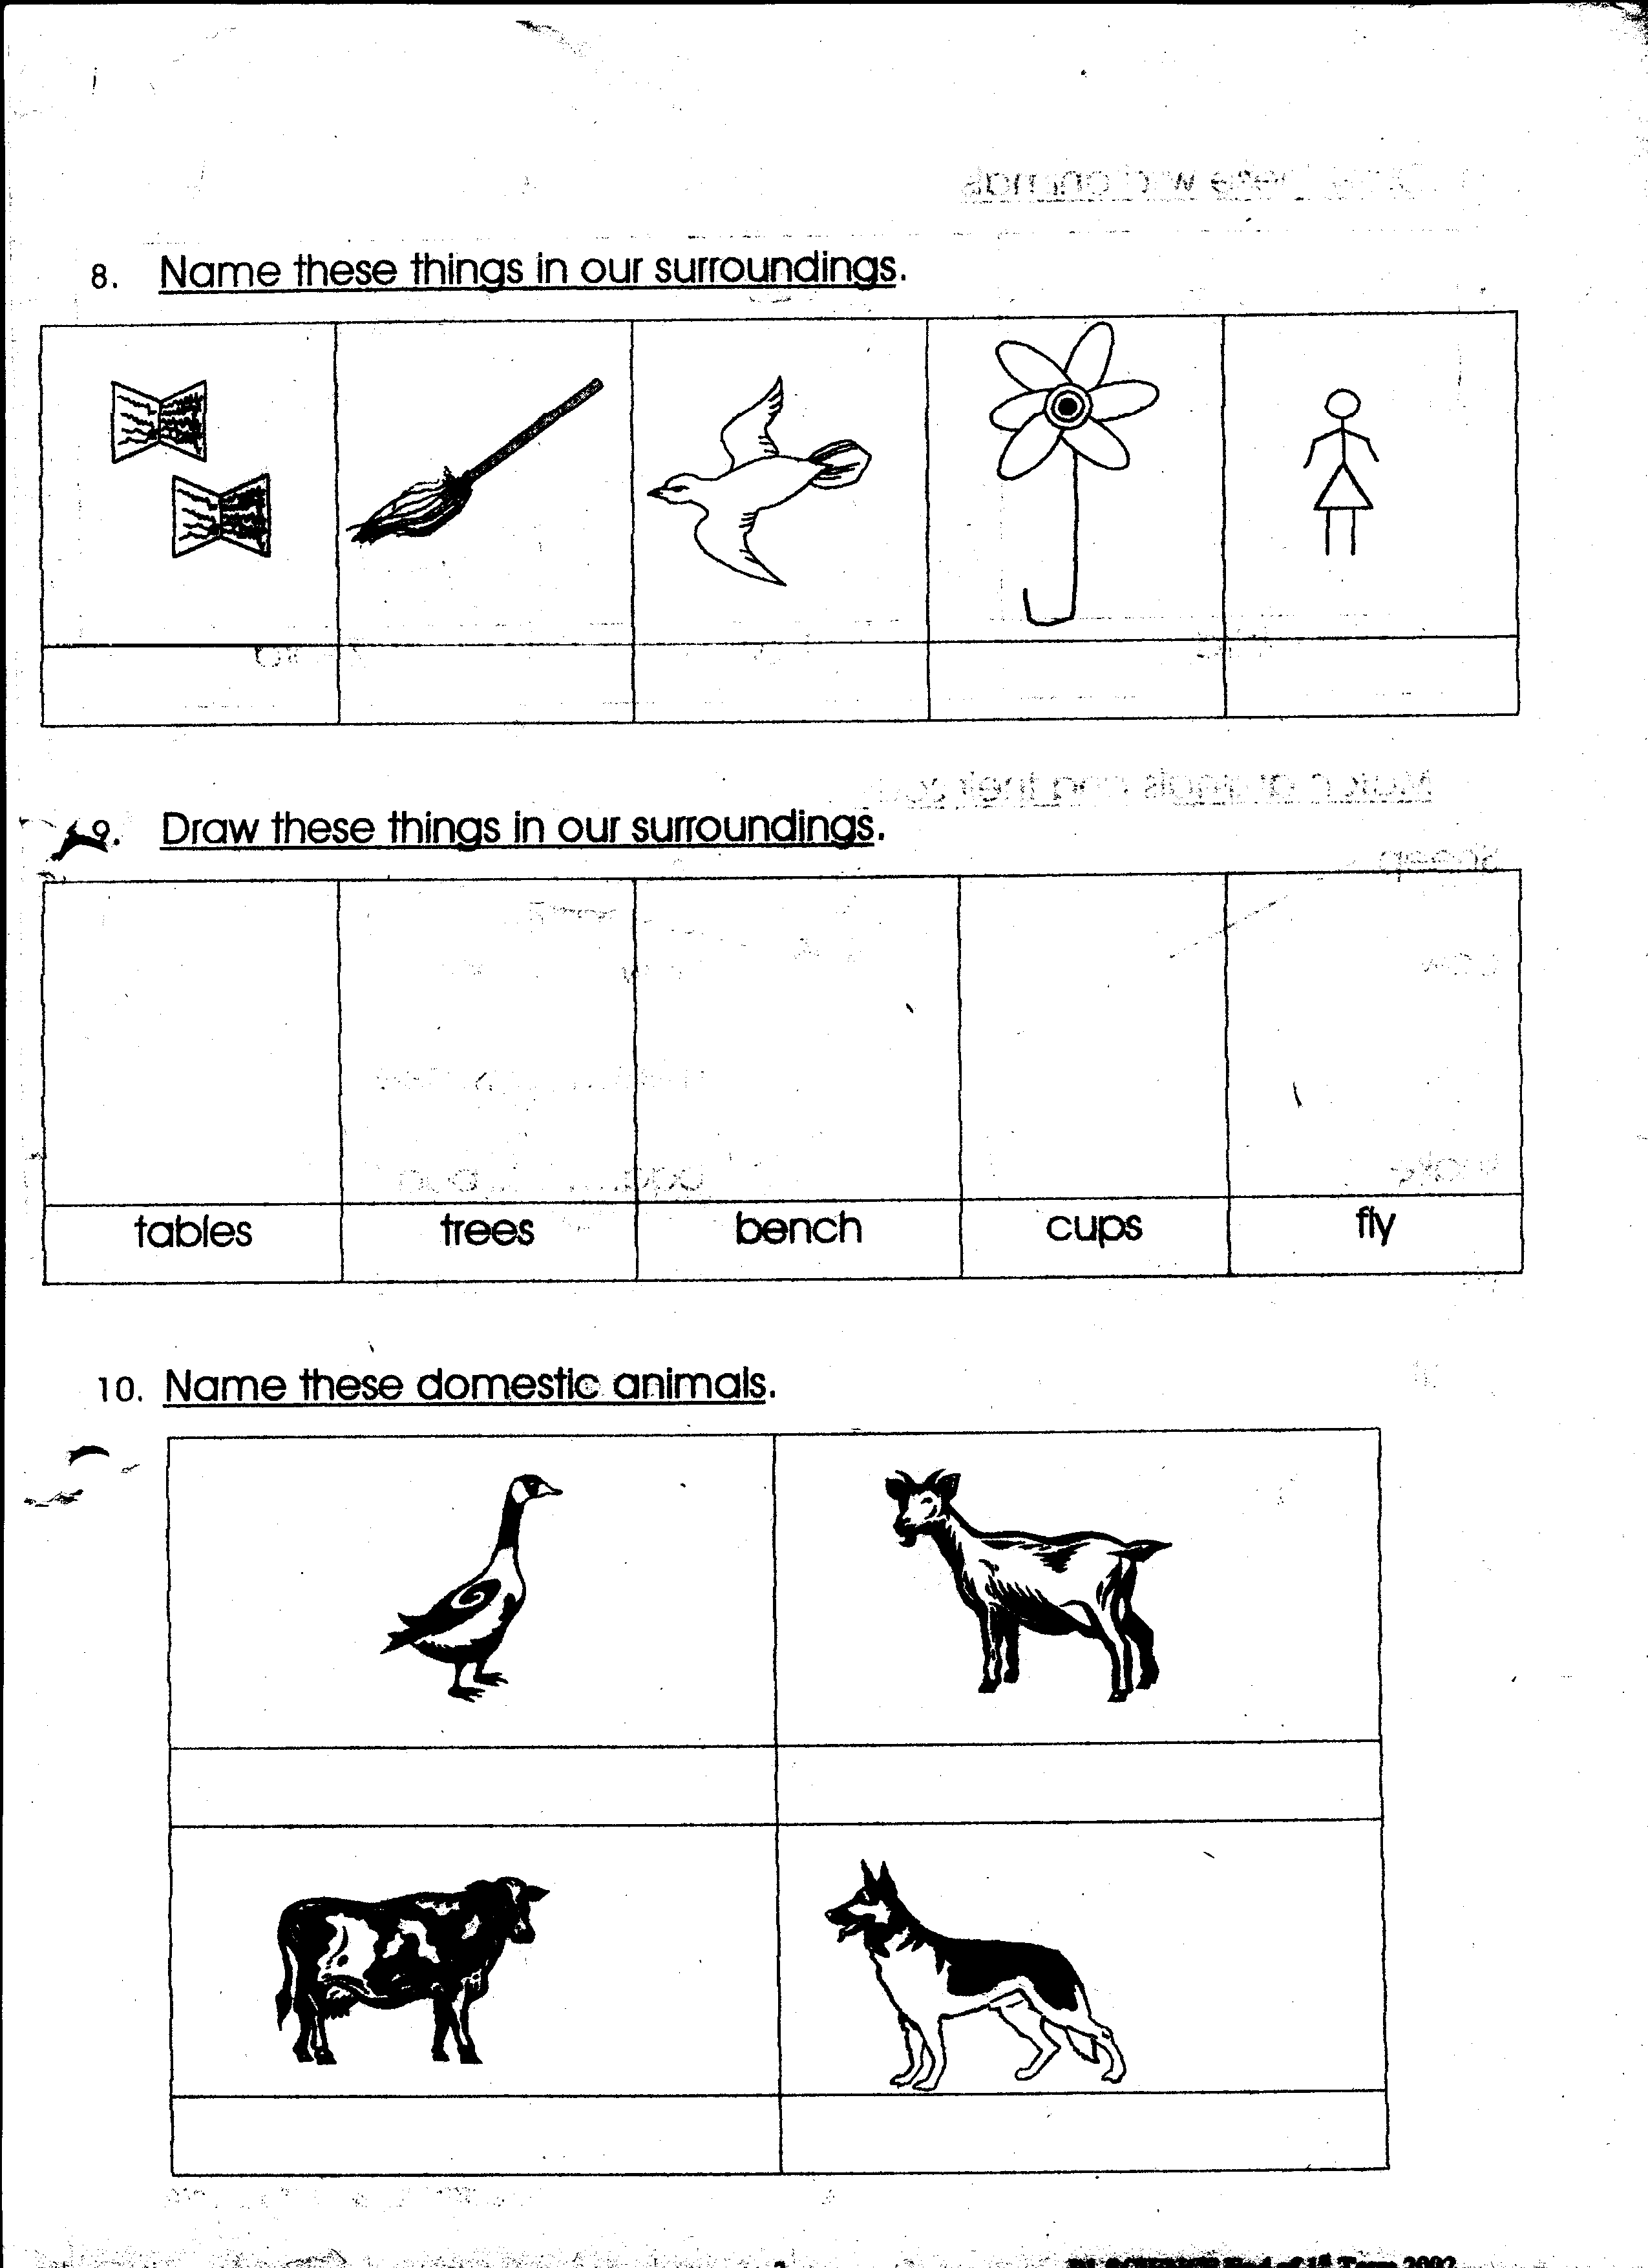 8. Name these things in our surroundings.
9. Draw these things in our surroundings.
tables trees bench cups fly
10. Name these domestic animals.